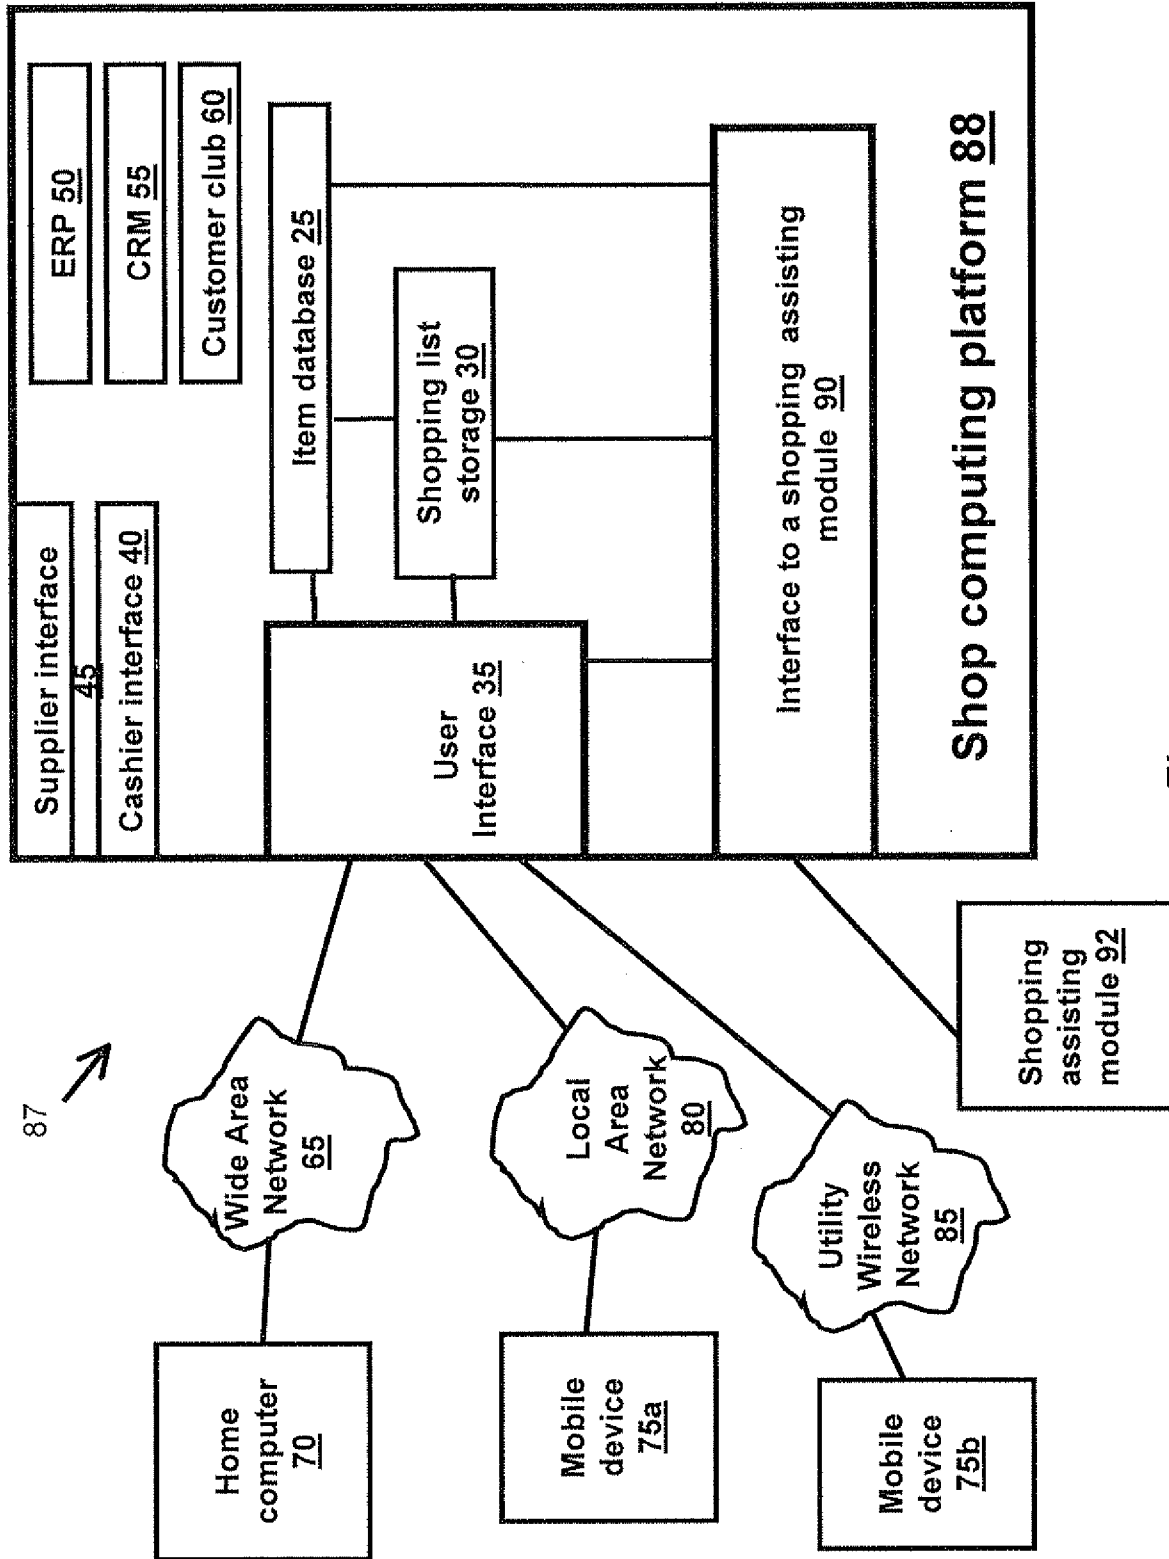 87
Supplier interface
45
Cashier interface 40
ERP 50
CRM 55
Customer club 60
Item database 25
Shopping list
storage 30
User
Interface 35
Interface to a shopping assisting
module 90
Shop computing platform 88
Wide Area
Network
65
Local
Area
Network
80
Utility
Wireless
Network
85
Home
computer
70
Mobile
device
75a
Mobile
device
75b
Shopping
assisting
module 92